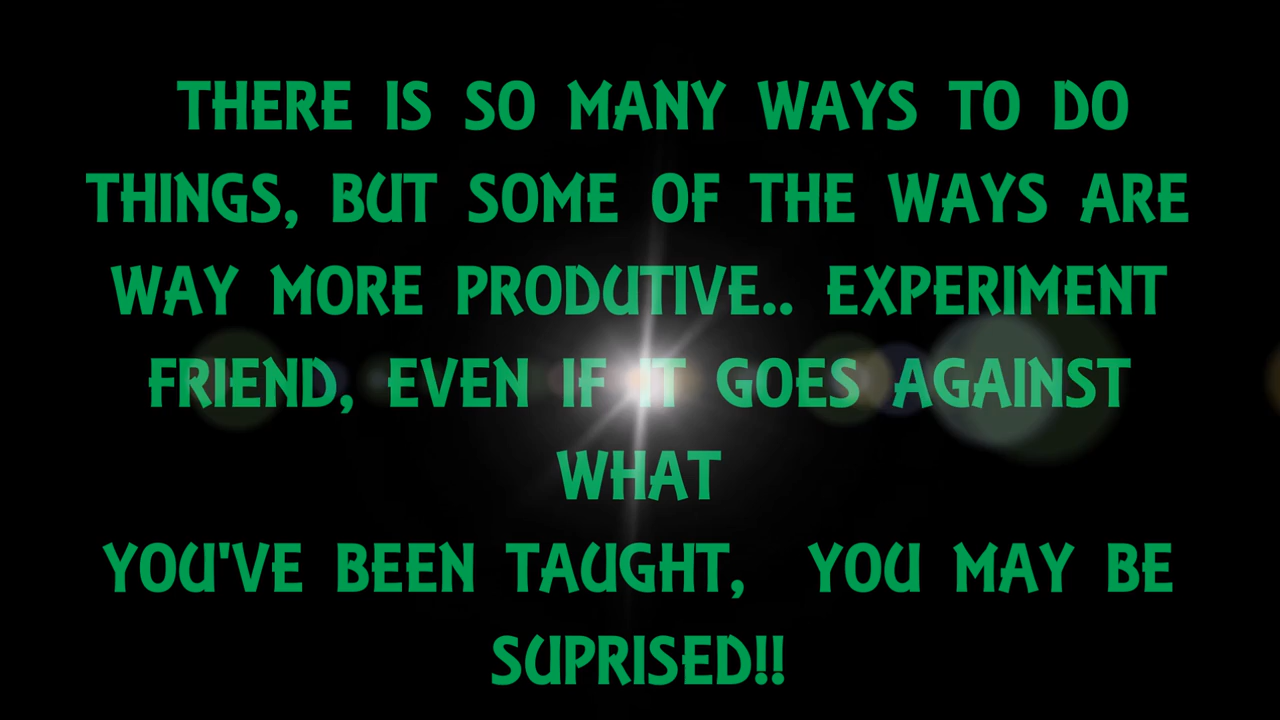 THERE IS SO MANY WAYS TO DO
THINGS, BUT SOME OF THE WAYS ARE
WAY MORE PRODUTIVE.. EXPERIMENT
FRIEND, EVEN IF IT GOES AGAINST
WHAT
YOU'VE BEEN TAUGHT, YOU MAY BE
SUPRISED!!